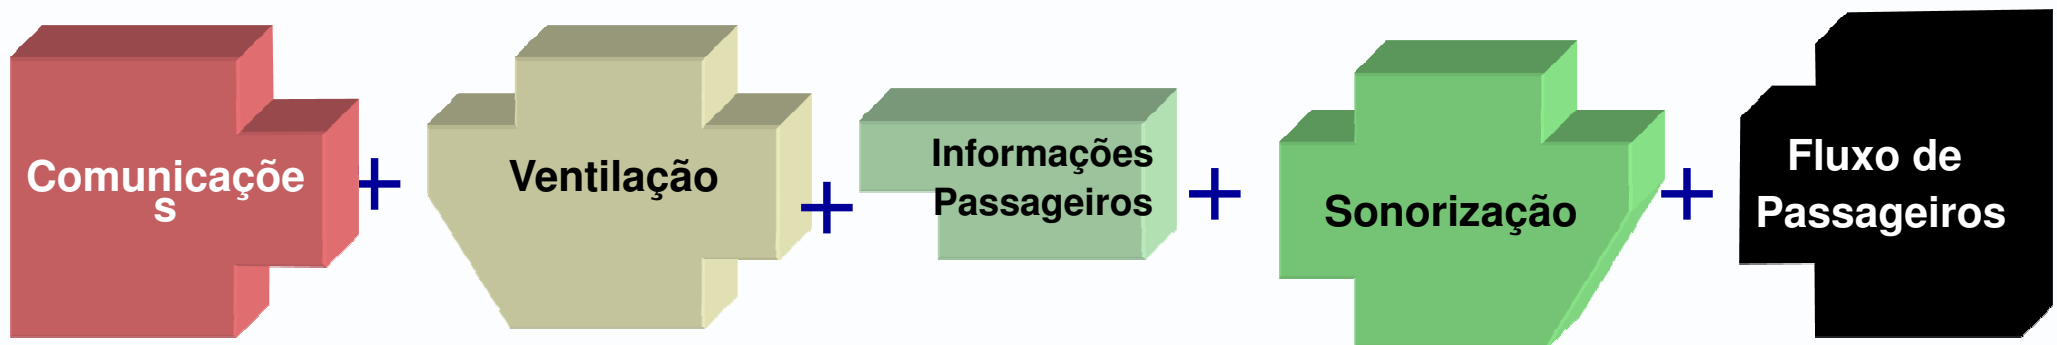 Comunicaçõe
s
+
Ventilação
+
Informações
Passageiros
+
Sonorização
+
Fluxo de
Passageiros